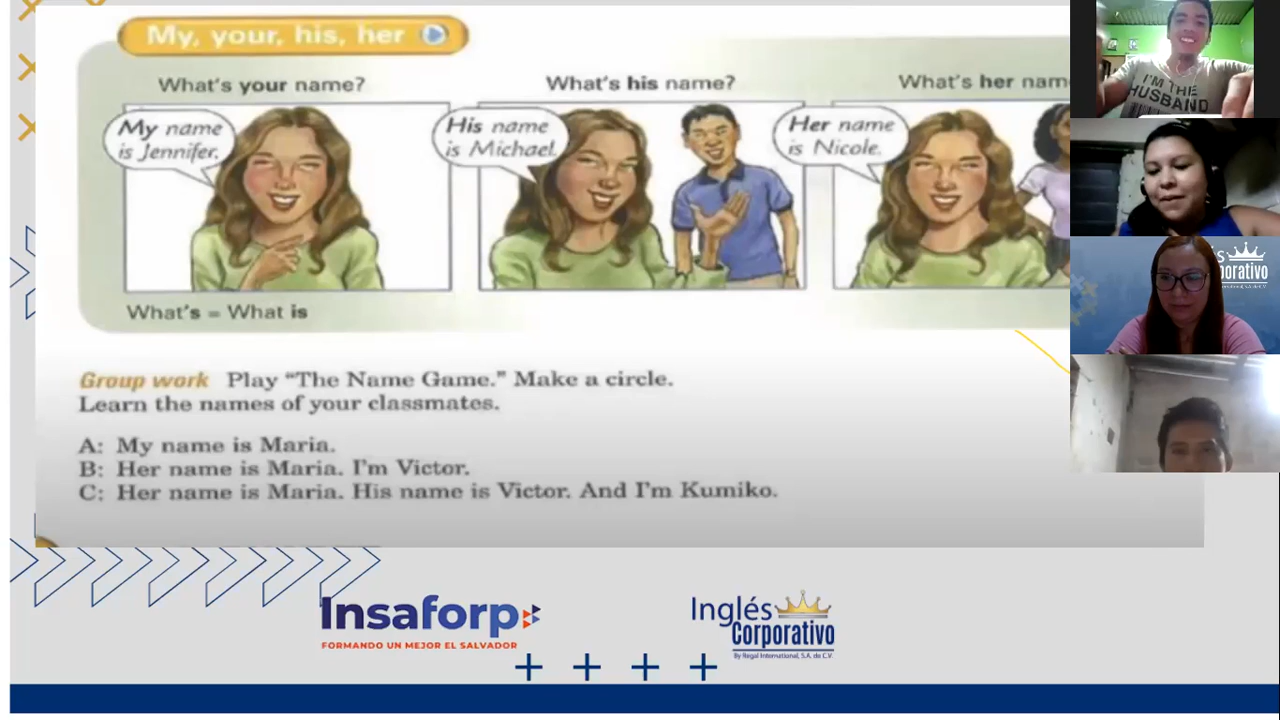 My, your, his, her
What's your name?
What's his name?
What's her nam
My name
is Jennifer.
His name
is Michael.
Her name
is Nicole.
What's = What is
Group work Play "The Name Game." Make a circle.
Learn the names of your classmates.
A: My name is Maria.
B: Her name is Maria. I'm Victor.
C: Her name is Maria. His name is Victor. And I'm Kumiko.
I'M THE
HUSBAND
és
orativo
Insaforp
FORMANDO UN MEJOR EL SALVADOR
Inglés
Corporativo
By Regal International, S.A. de C.V.